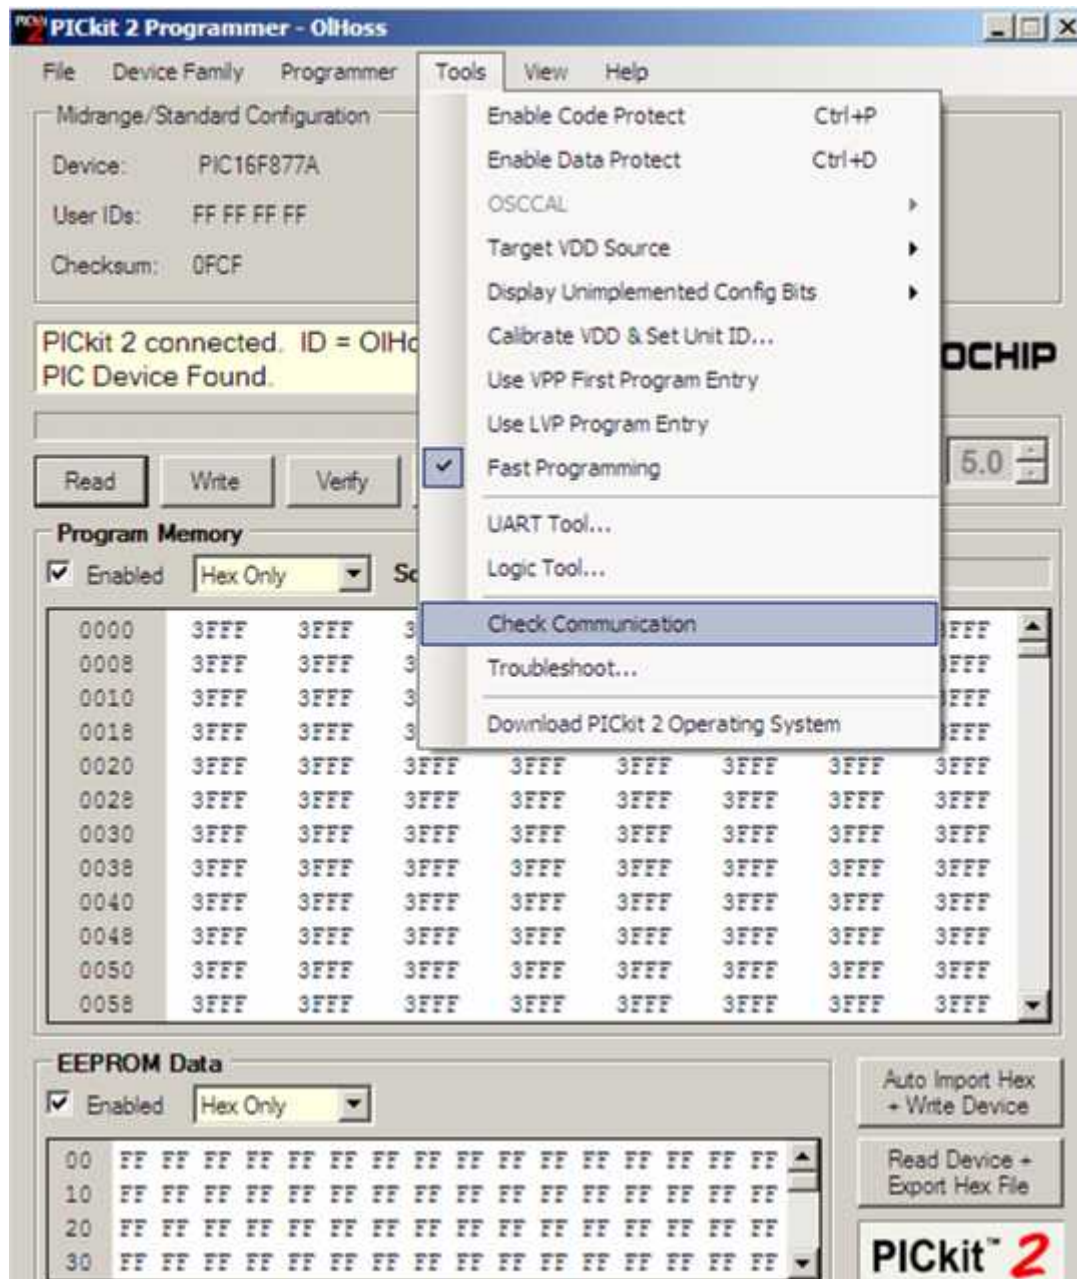 PICkit 2 Programmer - OlHoss
File Device Family Programmer Tools View Help
Midrange/Standard Configuration
Device: PIC16F877A
User IDs: FF FF FF FF
Checksum: 0FCF
Enable Code Protect Ctrl+P
Enable Data Protect Ctrl+D
OSCCAL
Target VDD Source
Display Unimplemented Config Bits
Calibrate VDD & Set Unit ID...
Use VPP First Program Entry
Use LVP Program Entry
Fast Programming
UART Tool...
Logic Tool...
Check Communication
Troubleshoot...
Download PICkit 2 Operating System
PICkit 2 connected. ID = OlHo
PIC Device Found.
OCHIP
5.0
Read Write Verify
Program Memory
Enabled Hex Only So
0000 3FFF 3FFF 3 3FFF
0008 3FFF 3FFF 3 3FFF
0010 3FFF 3FFF 3 3FFF
0018 3FFF 3FFF 3 3FFF
0020 3FFF 3FFF 3FFF 3FFF 3FFF 3FFF 3FFF 3FFF
0028 3FFF 3FFF 3FFF 3FFF 3FFF 3FFF 3FFF 3FFF
0030 3FFF 3FFF 3FFF 3FFF 3FFF 3FFF 3FFF 3FFF
0038 3FFF 3FFF 3FFF 3FFF 3FFF 3FFF 3FFF 3FFF
0040 3FFF 3FFF 3FFF 3FFF 3FFF 3FFF 3FFF 3FFF
0048 3FFF 3FFF 3FFF 3FFF 3FFF 3FFF 3FFF 3FFF
0050 3FFF 3FFF 3FFF 3FFF 3FFF 3FFF 3FFF 3FFF
0058 3FFF 3FFF 3FFF 3FFF 3FFF 3FFF 3FFF 3FFF
EEPROM Data
Enabled Hex Only
00 FF FF FF FF FF FF FF FF FF FF FF FF FF FF FF FF
10 FF FF FF FF FF FF FF FF FF FF FF FF FF FF FF FF
20 FF FF FF FF FF FF FF FF FF FF FF FF FF FF FF FF
30 FF FF FF FF FF FF FF FF FF FF FF FF FF FF FF FF
Auto Import Hex
+ Write Device
Read Device +
Export Hex File
PICkit™ 2